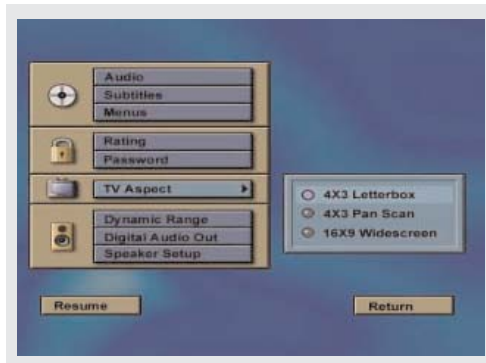 Audio
Subtitles
Menus
Rating
Password
TV Aspect
4X3 Letterbox
4X3 Pan Scan
16X9 Widescreen
Dynamic Range
Digital Audio Out
Speaker Setup
Resume
Return